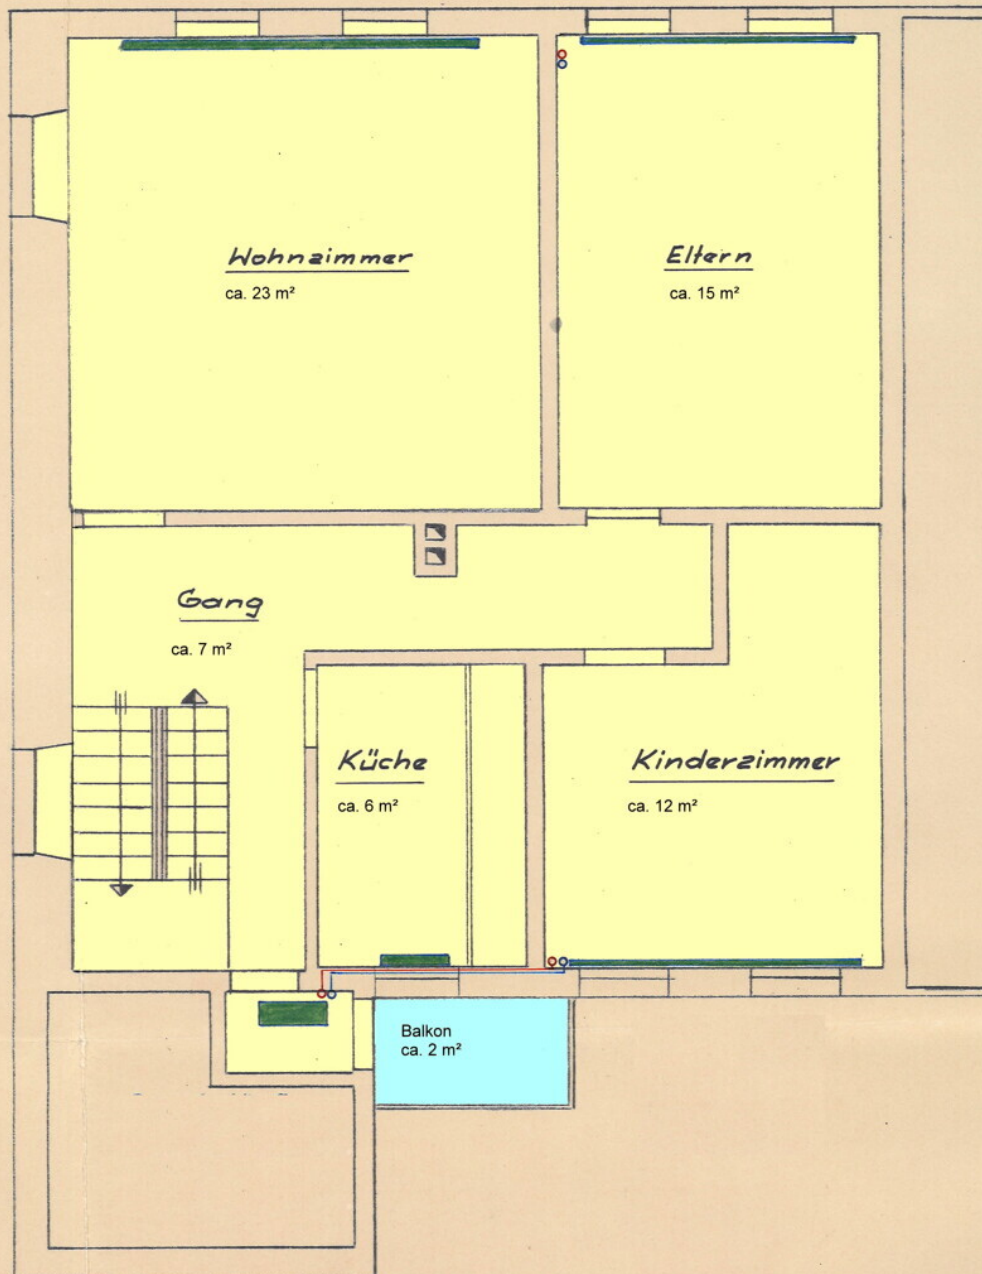 Wohnzimmer
ca. 23 m²
Eltern
ca. 15 m²
Gang
ca. 7 m²
Küche
ca. 6 m²
Kinderzimmer
ca. 12 m²
Balkon
ca. 2 m²